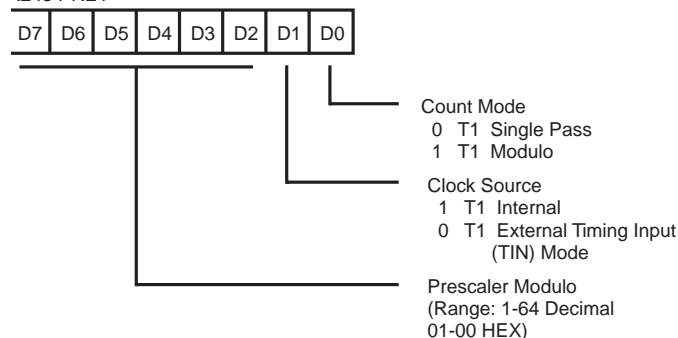 D7 D6 D5 D4 D3 D2 D1 D0
Count Mode
0 T1 Single Pass
1 T1 Modulo
Clock Source
1 T1 Internal
0 T1 External Timing Input
(TIN) Mode
Prescaler Modulo
(Range: 1-64 Decimal
01-00 HEX)